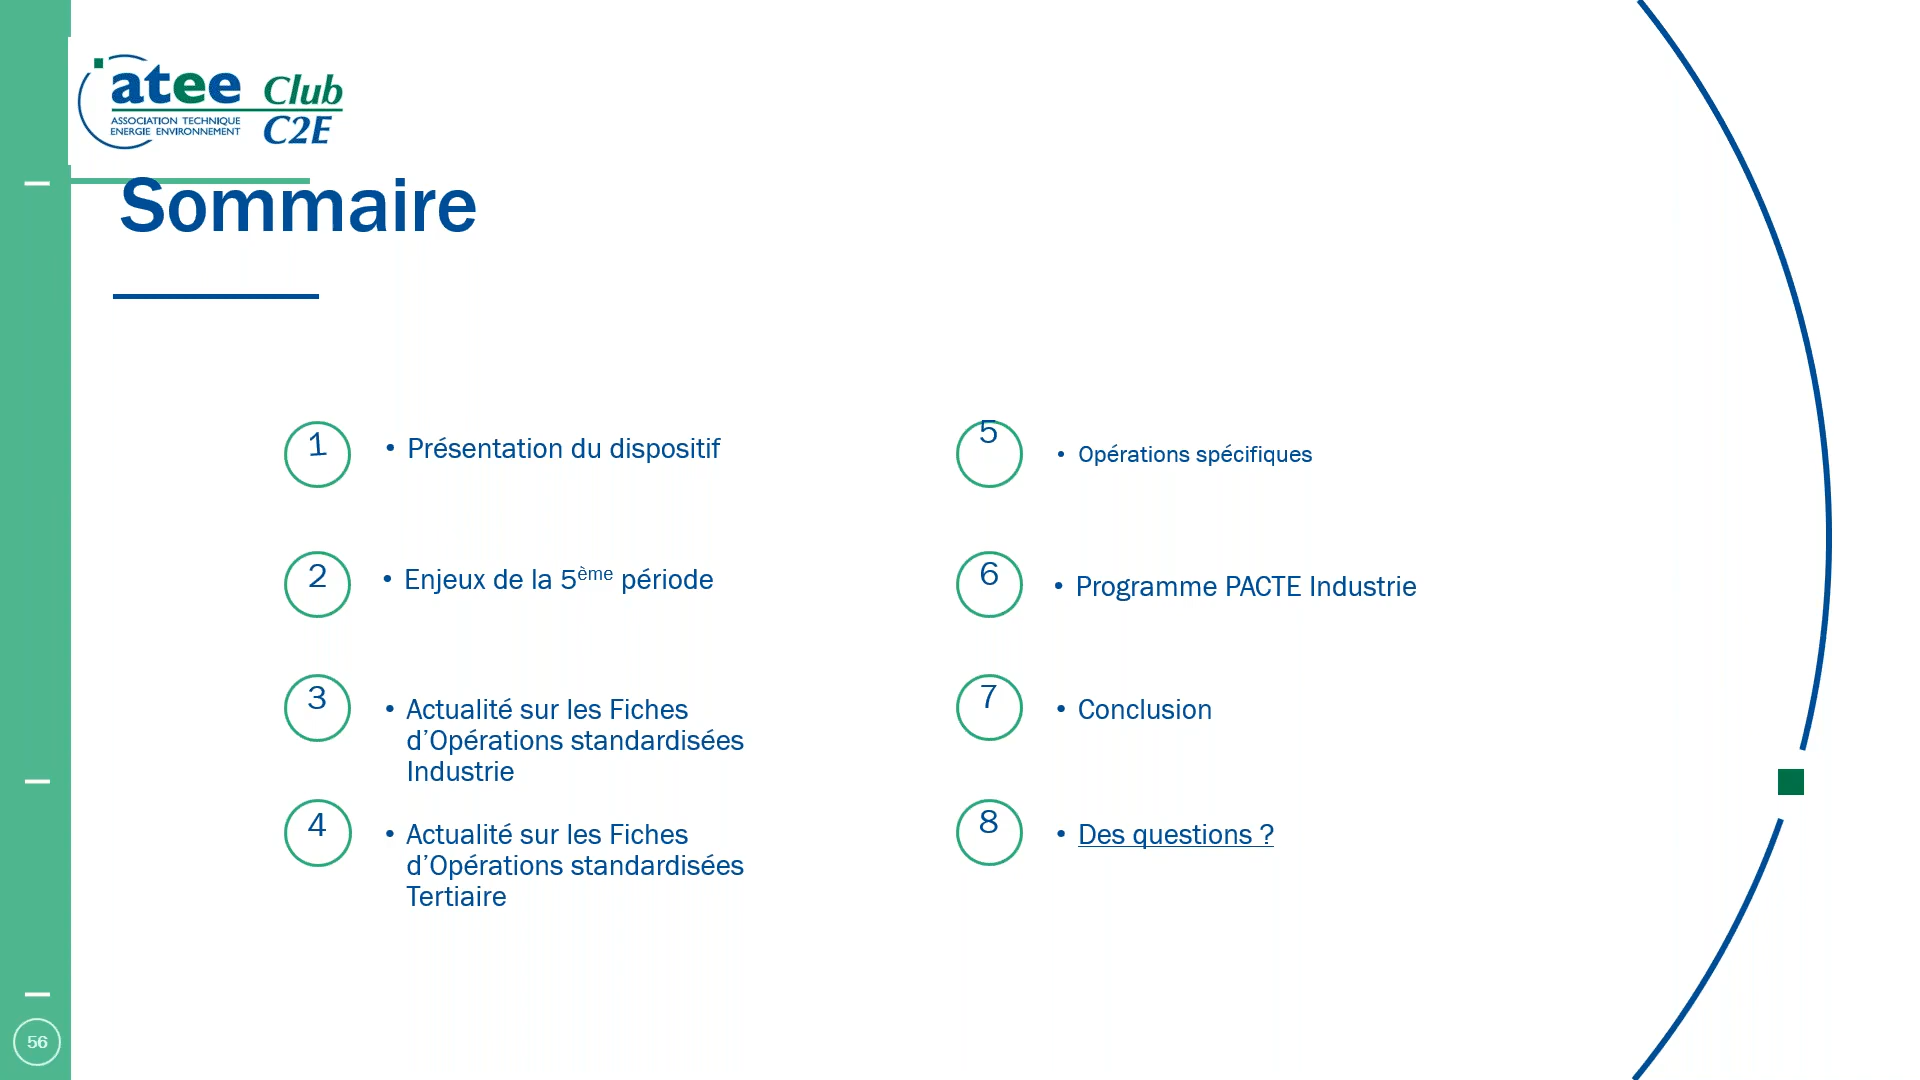 atee Club
ASSOCIATION TECHNIQUE
ENERGIE ENVIRONNEMENT
C2E
Sommaire
1
• Présentation du dispositif
2
• Enjeux de la 5ème période
3
• Actualité sur les Fiches
d’Opérations standardisées
Industrie
4
• Actualité sur les Fiches
d’Opérations standardisées
Tertiaire
5
• Opérations spécifiques
6
• Programme PACTE Industrie
7
• Conclusion
8
• Des questions ?
56